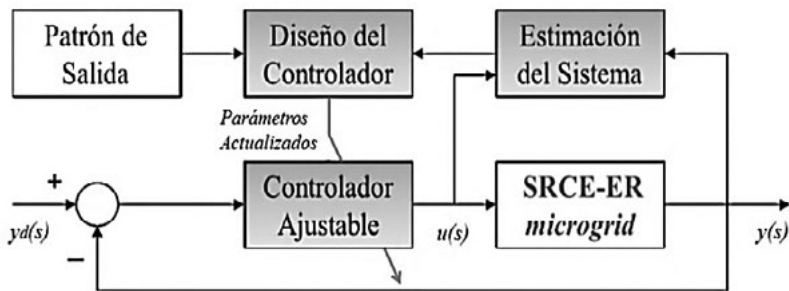 Patrón de
Salida
Diseño del
Controlador
Estimación
del Sistema
Parámetros
Actualizados
+
yd(s)
−
Controlador
Ajustable
u(s)
SRCE-ER
microgrid
y(s)